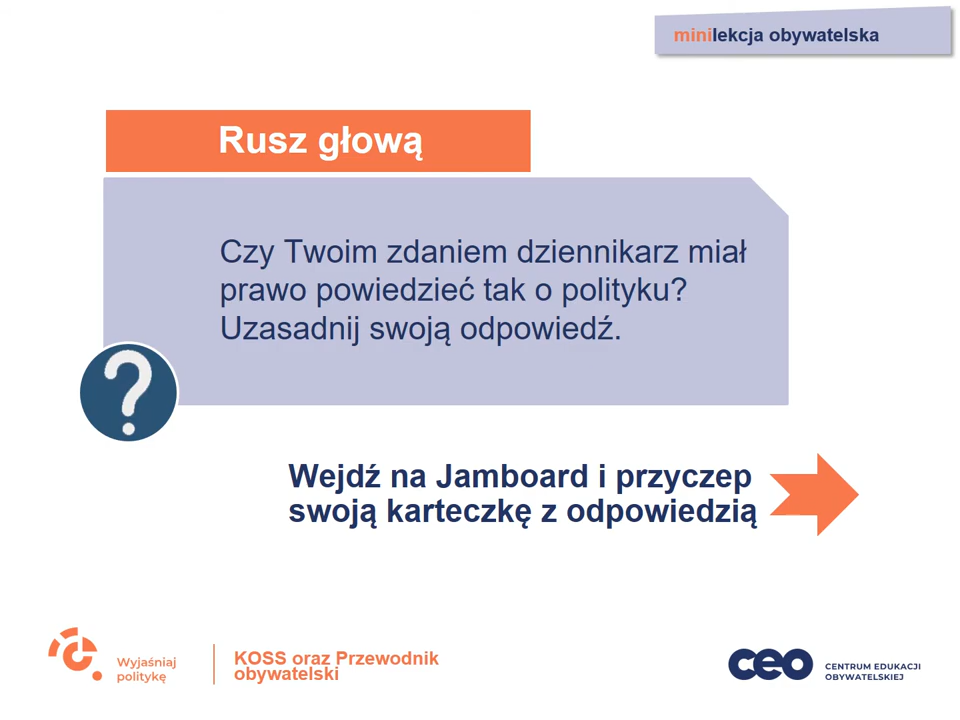 minilekcja obywatelska
Rusz głową
Czy Twoim zdaniem dziennikarz miał
prawo powiedzieć tak o polityku?
Uzasadnij swoją odpowiedź.
?
Wejdź na Jamboard i przyczep
swoją karteczkę z odpowiedzią
Wyjaśniaj
politykę
KOSS oraz Przewodnik
obywatelski
ceo
CENTRUM EDUKACJI
OBYWATELSKIEJ